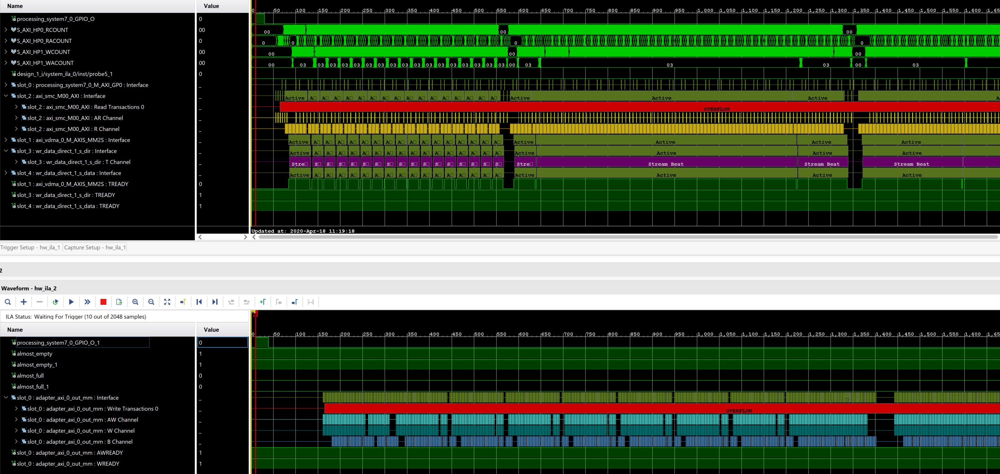 Name Value
0 50 100 150 200 250 300 350 400 450 500 550 600 650 700 750 800 850 900 950 1,000 1,050 1,100 1,150 1,200 1,250 1,300 1,350 1,400 1,450 1,500 1,550 1,600 1,65
processing_system7_0_GPIO_O 0
S_AXI_HP0_RCOUNT 00 00 00 00
S_AXI_HP0_RACOUNT 0 0 0 0 0
S_AXI_HP1_WCOUNT 00 00 00 00
S_AXI_HP1_WACOUNT 00 00 03 03 03 03 03 03 03 03 03 03 03 03 03 03 03 03 00 03 03 03 00 03
design_1_i/system_ila_0/inst/probe5_1 0
slot_0 : processing_system7_0_M_AXI_GP0 : Interface _
slot_2 : axi_smc_M00_AXI : Interface _ Active A A A A A A A A A A A A A A A A Active Active Active A
slot_2 : axi_smc_M00_AXI : Read Transactions 0 _ OVERFLOW
slot_2 : axi_smc_M00_AXI : AR Channel _
slot_2 : axi_smc_M00_AXI : R Channel _
slot_1 : axi_vdma_0_M_AXIS_MM2S : Interface _ Active A A A A A A A A A A A A A A A A Active Active Active Active
slot_3 : wr_data_direct_1_s_dir : Interface _ Active A A A A A A A A A A A A A A A A Active Active Active Active
slot_3 : wr_data_direct_1_s_dir : T Channel _ Stre S S S S S S S S S S S S S S S S Stre Stream Beat Stream Beat Stream Beat
slot_4 : wr_data_direct_1_s_data : Interface _ Active A A A A A A A A A A A A A A A A Active Active Active Active
slot_1 : axi_vdma_0_M_AXIS_MM2S : TREADY 0
slot_3 : wr_data_direct_1_s_dir : TREADY 1
slot_4 : wr_data_direct_1_s_data : TREADY 1
Updated at: 2020-Apr-18 11:19:18
Trigger Setup - hw_ila_1 Capture Setup - hw_ila_1
2
Waveform - hw_ila_2
ILA Status: Waiting For Trigger (10 out of 2048 samples)
Name Value
0 50 100 150 200 250 300 350 400 450 500 550 600 650 700 750 800 850 900 950 1,000 1,050 1,100 1,150 1,200 1,250 1,300 1,350 1,400 1,450 1,500 1,550 1,600 1,65
processing_system7_0_GPIO_O_1 0
almost_empty 1
almost_empty_1 1
almost_full 0
almost_full_1 0
slot_0 : adapter_axi_0_out_mm : Interface _
slot_0 : adapter_axi_0_out_mm : Write Transactions 0 _ OVERFLOW
slot_0 : adapter_axi_0_out_mm : AW Channel _
slot_0 : adapter_axi_0_out_mm : W Channel _
slot_0 : adapter_axi_0_out_mm : B Channel _
slot_0 : adapter_axi_0_out_mm : AWREADY 1
slot_0 : adapter_axi_0_out_mm : WREADY 1